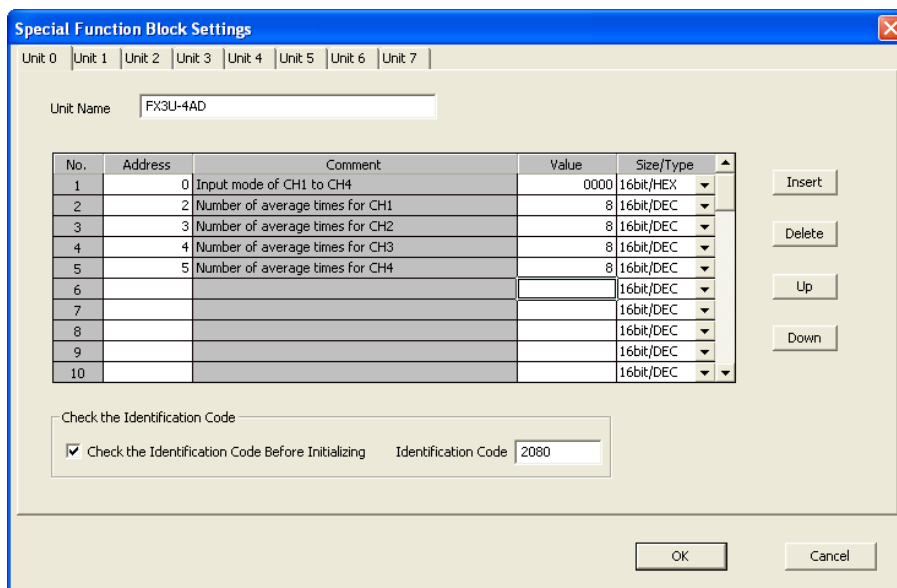 Special Function Block Settings
Unit 0 Unit 1 Unit 2 Unit 3 Unit 4 Unit 5 Unit 6 Unit 7
Unit Name FX3U-4AD
No. Address Comment Value Size/Type
1 0 Input mode of CH1 to CH4 0000 16bit/HEX
2 2 Number of average times for CH1 8 16bit/DEC
3 3 Number of average times for CH2 8 16bit/DEC
4 4 Number of average times for CH3 8 16bit/DEC
5 5 Number of average times for CH4 8 16bit/DEC
6 16bit/DEC
7 16bit/DEC
8 16bit/DEC
9 16bit/DEC
10 16bit/DEC
Insert
Delete
Up
Down
Check the Identification Code
Check the Identification Code Before Initializing Identification Code 2080
OK Cancel